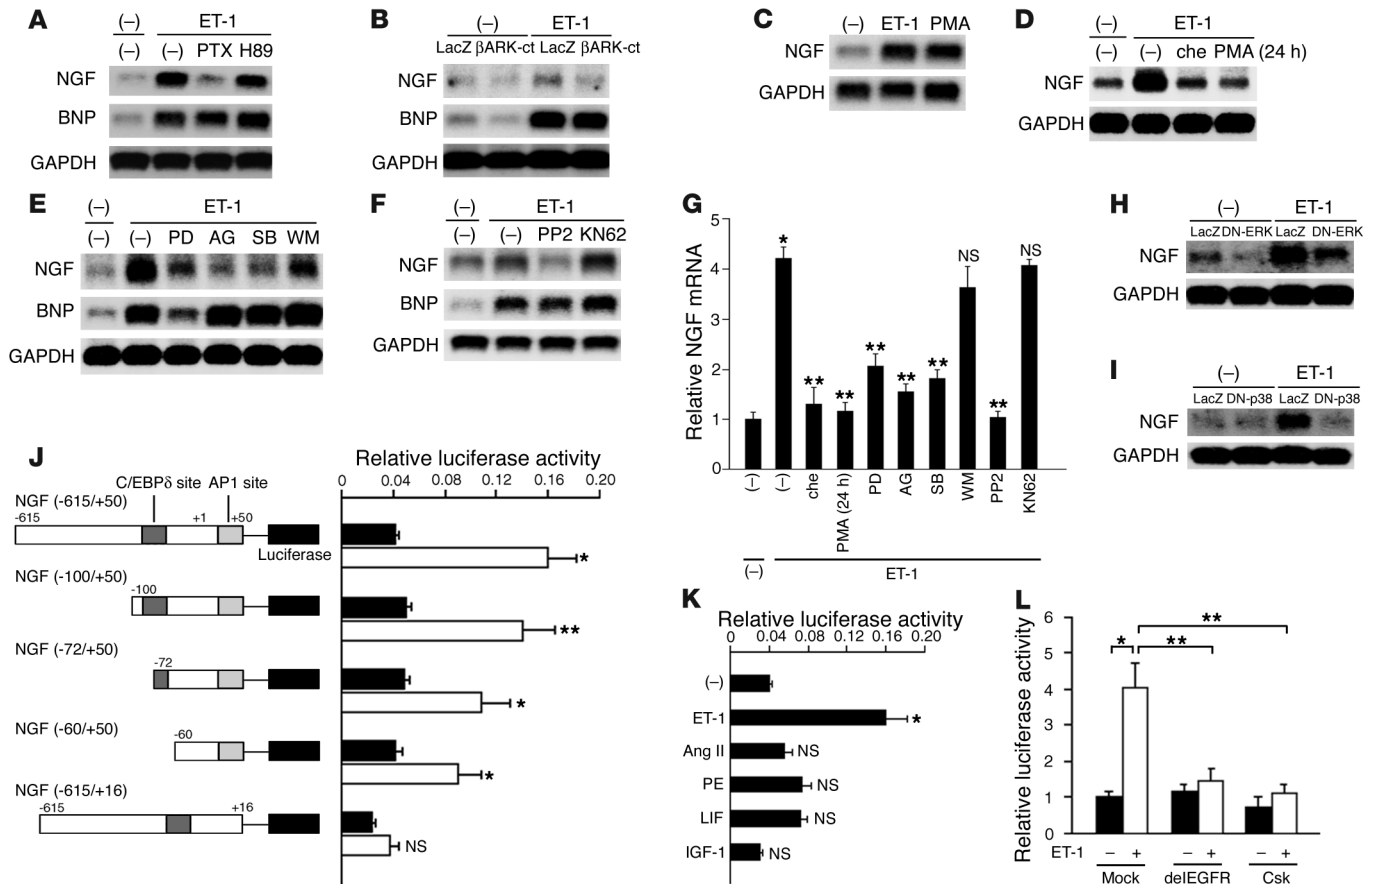 A
(–) ET-1
(–) (–) PTX H89
NGF
BNP
GAPDH
B
(–) ET-1
LacZ βARK-ct LacZ βARK-ct
NGF
BNP
GAPDH
C
(–) ET-1 PMA
NGF
GAPDH
D
(–) ET-1
(–) (–) che PMA (24 h)
NGF
GAPDH
E
(–) ET-1
(–) (–) PD AG SB WM
NGF
BNP
GAPDH
F
(–) ET-1
(–) (–) PP2 KN62
NGF
BNP
GAPDH
G
Relative NGF mRNA
5
4
3
2
1
0
* ** ** ** ** ** NS ** NS
(–) (–) che PMA (24 h) PD AG SB WM PP2 KN62
(–) ET-1
H
(–) ET-1
LacZ DN-ERK LacZ DN-ERK
NGF
GAPDH
I
(–) ET-1
LacZ DN-p38 LacZ DN-p38
NGF
GAPDH
J
Relative luciferase activity
0 0.04 0.08 0.12 0.16 0.20
C/EBPδ site AP1 site
NGF (-615/+50)
-615 +1 +50
Luciferase
*
NGF (-100/+50)
-100
**
NGF (-72/+50)
-72
*
NGF (-60/+50)
-60
*
NGF (-615/+16)
-615 +16
NS
K
Relative luciferase activity
0 0.04 0.08 0.12 0.16 0.20
(–)
ET-1 *
Ang II NS
PE NS
LIF NS
IGF-1 NS
L
Relative luciferase activity
6
5
4
3
2
1
0
* ** **
ET-1 – + – + – +
Mock delEGFR Csk